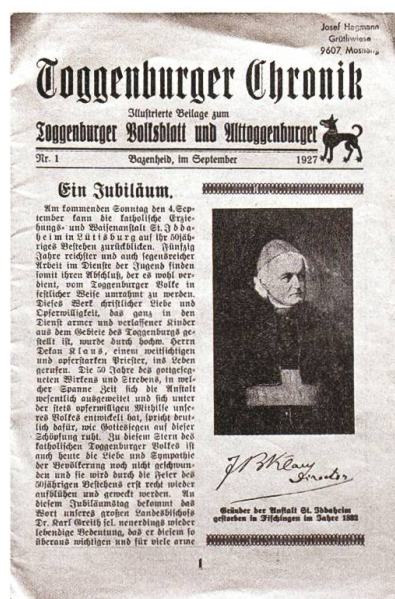 Josef Hagmann
Grütliwiese
9607 Mosnang
Toggenburger Chronik
Illustrierte Beilage zum
Toggenburger Volksblatt und Alttoggenburger
Nr. 1 Bazenheid, im September 1927
Ein Jubiläum.
Am kommenden Sonntag den 4. Sep-
tember kann die katholische Erzie-
hungs- und Waisenanstalt St. Idda-
heim in Lütisburg auf ihr 50jäh-
riges Bestehen zurückblicken. Fünfzig
Jahre reichster und auch segensreicher
Arbeit im Dienste der Jugend finden
somit ihren Abschluß, der es wohl ver-
dient, vom Toggenburger Volke in
festlicher Weise umrahmt zu werden.
Dieses Werk christlicher Liebe und
Opferwilligkeit, das ganz in den
Dienst armer und verlassener Kinder
aus dem Gebiete des Toggenburgs ge-
stellt ist, wurde durch hochw. Herrn
Dekan Klaus, einem weitsichtigen
und opferstarken Priester, ins Leben
gerufen. Die 50 Jahre des gottgeseg-
neten Wirkens und Strebens, in wel-
cher Spanne Zeit sich die Anstalt
wesentlich ausgeweitet und sich unter
der stets opferwilligen Mithilfe unse-
res Volkes entwickelt hat, spricht deut-
lich dafür, wie Gottessegen auf dieser
Schöpfung ruht. Zu diesem Stern des
katholischen Toggenburger Volkes ist
auch heute die Liebe und Sympathie
der Bevölkerung noch nicht geschwun-
den und sie wird durch die Feier des
50jährigen Bestehens erst recht wieder
aufblühen und geweckt werden. An
diesem Jubiläumstag bekommt das
Wort unseres großen Landesbischofs
Dr. Karl Greith sel. neuerdings wieder
lebendige Bedeutung, das er diesem so
überaus wichtigen und für viele arme
J B Klaus
Director
Gründer der Anstalt St. Iddaheim
gestorben in Fischingen im Jahre 1882
1